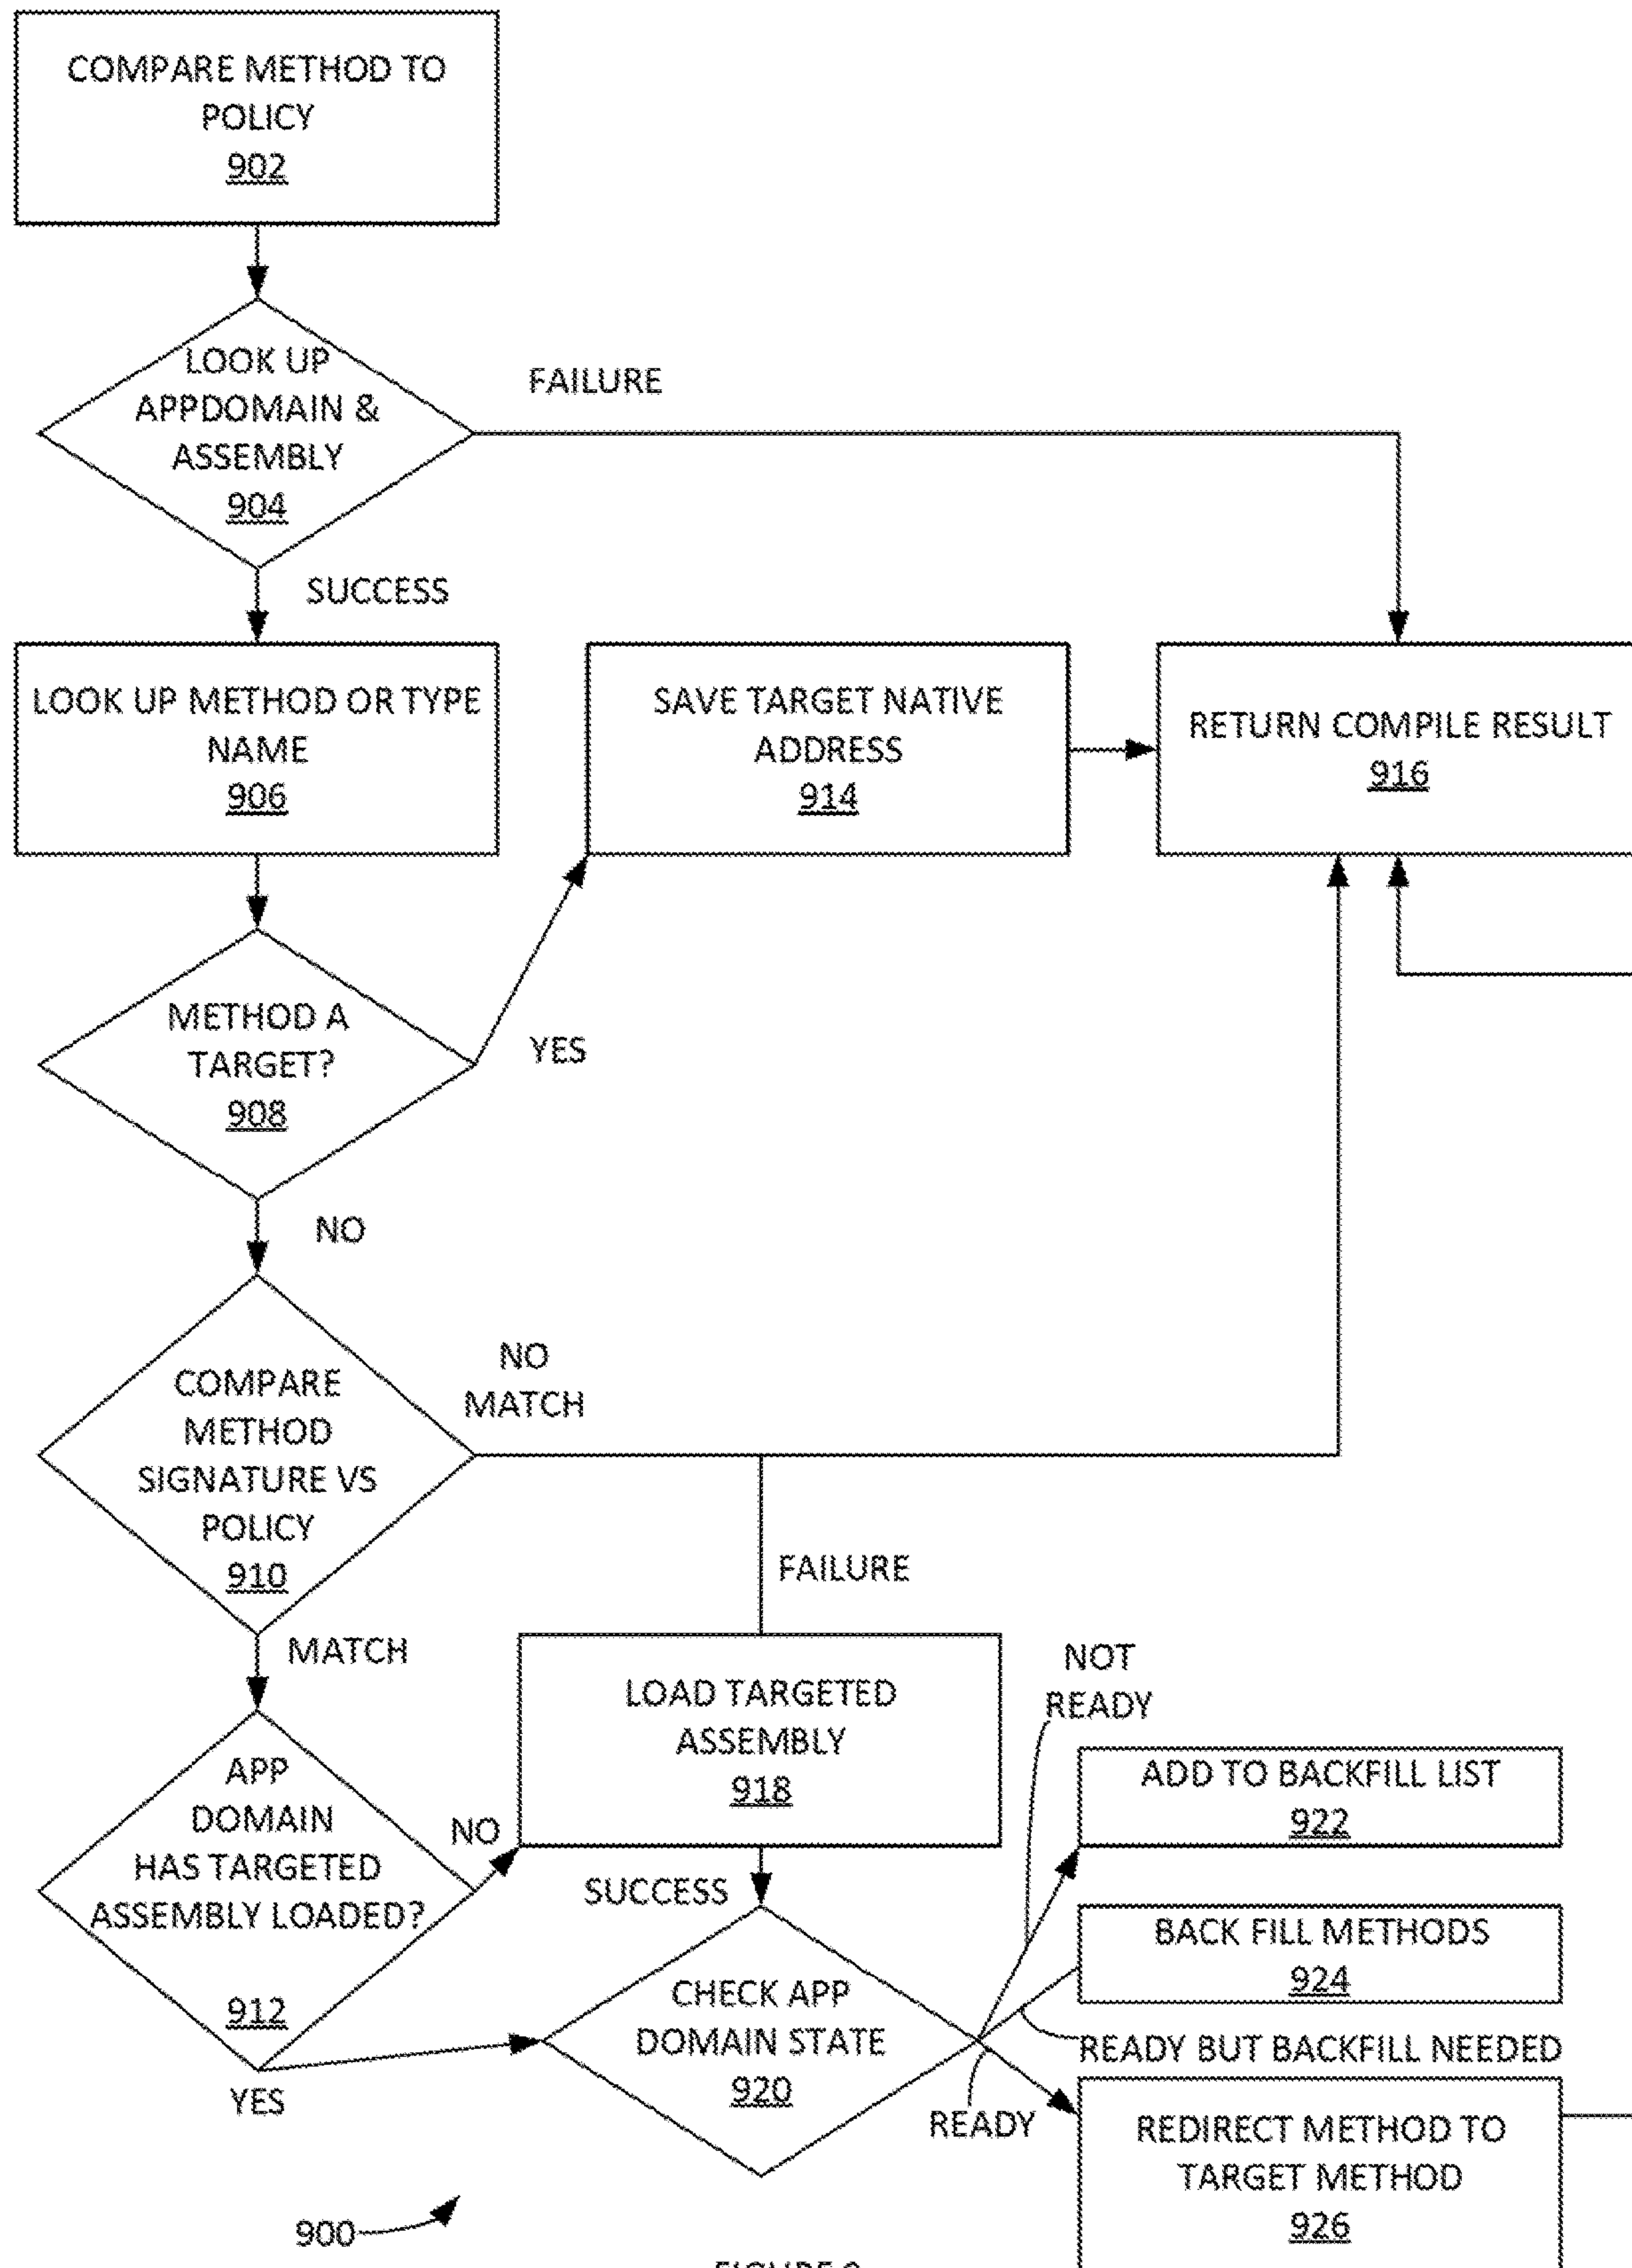 COMPARE METHOD TO
POLICY
902
LOOK UP
APPDOMAIN &
ASSEMBLY
904
FAILURE
SUCCESS
LOOK UP METHOD OR TYPE
NAME
906
SAVE TARGET NATIVE
ADDRESS
914
RETURN COMPILE RESULT
916
METHOD A
TARGET?
908
YES
NO
COMPARE
METHOD
SIGNATURE VS
POLICY
910
NO
MATCH
FAILURE
MATCH
APP
DOMAIN
HAS TARGETED
ASSEMBLY LOADED?
912
NO
YES
LOAD TARGETED
ASSEMBLY
918
SUCCESS
CHECK APP
DOMAIN STATE
920
NOT
READY
ADD TO BACKFILL LIST
922
BACK FILL METHODS
924
READY BUT BACKFILL NEEDED
READY
REDIRECT METHOD TO
TARGET METHOD
926
900